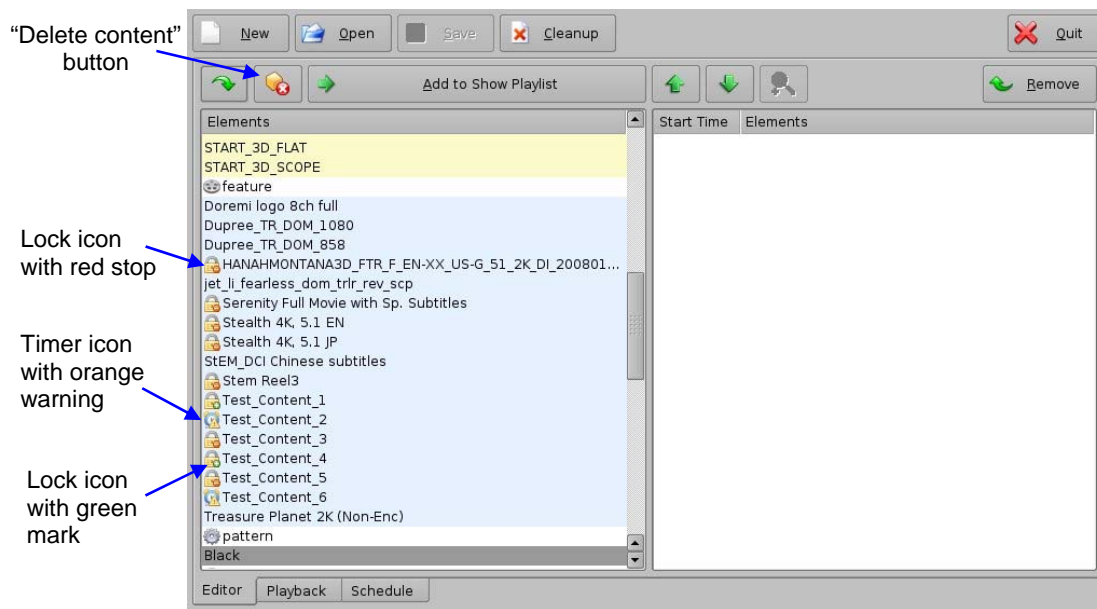 “Delete content”
button
New
Open
Save
Cleanup
Quit
Add to Show Playlist
Remove
Elements
Start Time
Elements
START_3D_FLAT
START_3D_SCOPE
feature
Doremi logo 8ch full
Dupree_TR_DOM_1080
Dupree_TR_DOM_858
Lock icon
with red stop
HANAHMONTANA3D_FTR_F_EN-XX_US-G_51_2K_DI_200801...
jet_li_fearless_dom_trlr_rev_scp
Serenity Full Movie with Sp. Subtitles
Stealth 4K, 5.1 EN
Stealth 4K, 5.1 JP
StEM_DCI Chinese subtitles
Timer icon
with orange
warning
Stem Reel3
Test_Content_1
Test_Content_2
Test_Content_3
Test_Content_4
Test_Content_5
Test_Content_6
Lock icon
with green
mark
Treasure Planet 2K (Non-Enc)
pattern
Black
Editor
Playback
Schedule